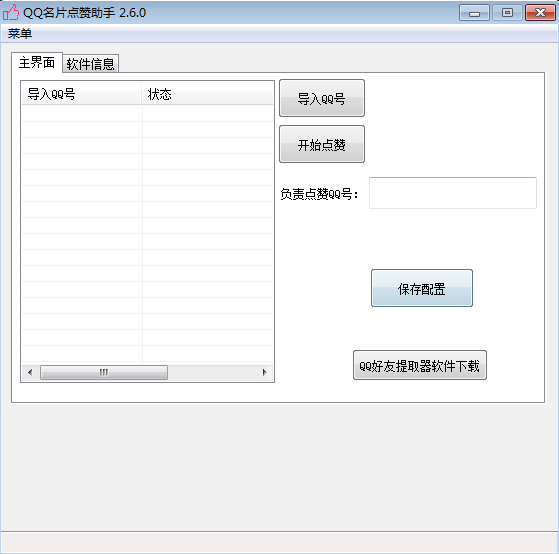 QQ名片点赞助手 2.6.0
菜单
主界面 软件信息
导入QQ号 状态
导入QQ号
开始点赞
负责点赞QQ号：
保存配置
QQ好友提取器软件下载